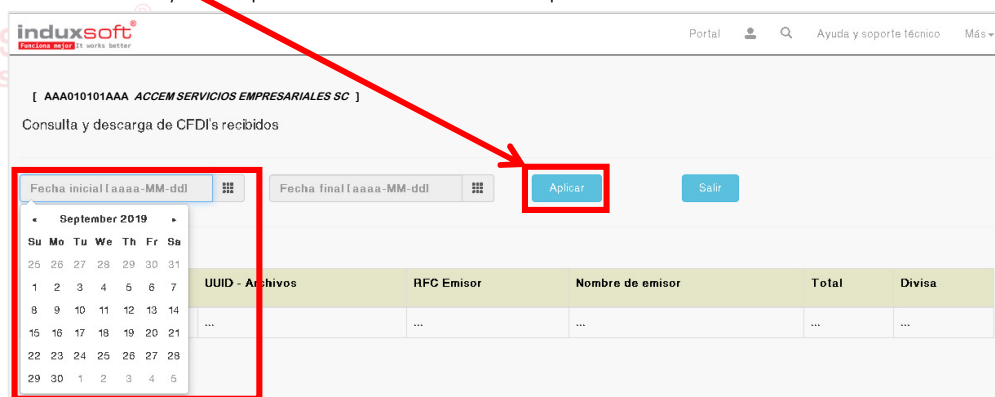 induxsoft®
Funciona mejor It works better
Portal
Ayuda y soporte técnico
Más
[ AAA010101AAA ACCEM SERVICIOS EMPRESARIALES SC ]
Consulta y descarga de CFDI's recibidos
Fecha inicial [aaaa-MM-dd]
Fecha final [aaaa-MM-dd]
Aplicar
Salir
« September 2019 »
Su Mo Tu We Th Fr Sa
25 26 27 28 29 30 31
1 2 3 4 5 6 7
8 9 10 11 12 13 14
15 16 17 18 19 20 21
22 23 24 25 26 27 28
29 30 1 2 3 4 5
UUID - Archivos RFC Emisor Nombre de emisor Total Divisa
... ... ... ... ...